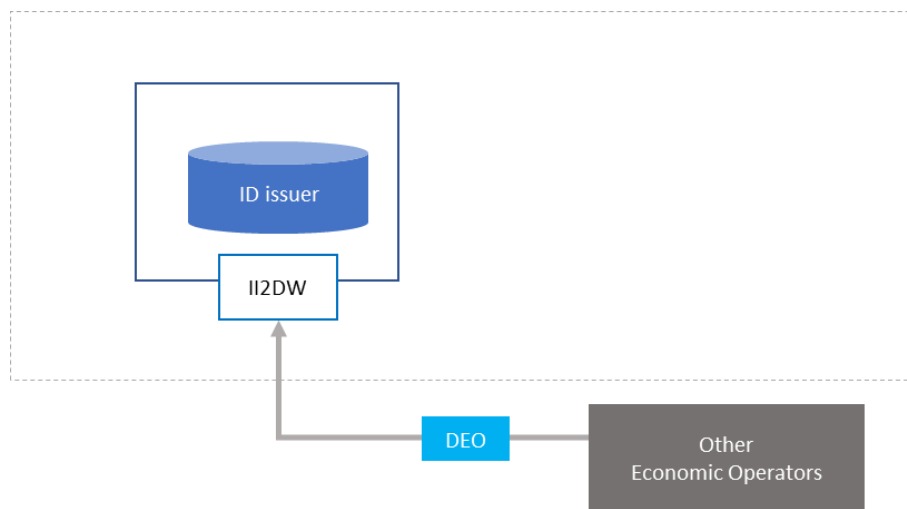 ID issuer
II2DW
DEO
Other
Economic Operators